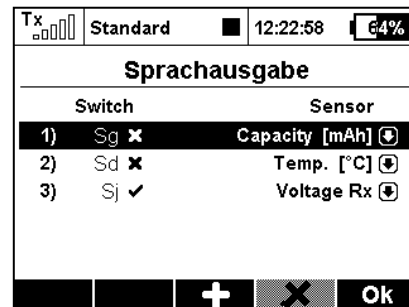 Tx Standard 12:22:58 64%
Sprachausgabe
Switch Sensor
1) Sg ✖ Capacity [mAh]
2) Sd ✖ Temp. [°C]
3) Sj ✔ Voltage Rx
Ok